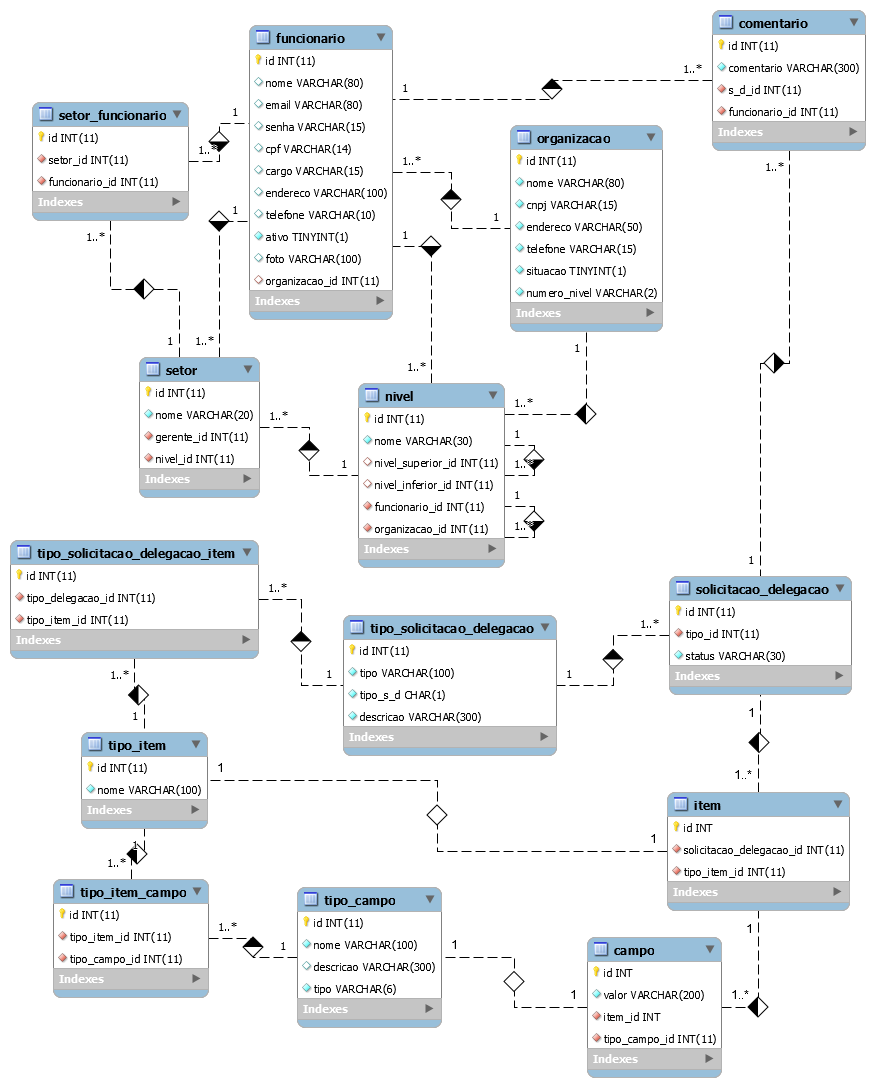 funcionario
id INT(11)
nome VARCHAR(80)
email VARCHAR(80)
senha VARCHAR(15)
cpf VARCHAR(14)
cargo VARCHAR(15)
endereco VARCHAR(100)
telefone VARCHAR(10)
ativo TINYINT(1)
foto VARCHAR(100)
organizacao_id INT(11)
Indexes
comentario
id INT(11)
comentario VARCHAR(300)
s_d_id INT(11)
funcionario_id INT(11)
Indexes
1
1..*
setor_funcionario
id INT(11)
setor_id INT(11)
funcionario_id INT(11)
Indexes
1
1..*
organizacao
id INT(11)
nome VARCHAR(80)
cnpj VARCHAR(15)
endereco VARCHAR(50)
telefone VARCHAR(15)
situacao TINYINT(1)
numero_nivel VARCHAR(2)
Indexes
1..*
1
1..*
1
1..*
1
1..*
1
1..*
1
1..*
setor
id INT(11)
nome VARCHAR(20)
gerente_id INT(11)
nivel_id INT(11)
Indexes
1..*
1
nivel
id INT(11)
nome VARCHAR(30)
nivel_superior_id INT(11)
nivel_inferior_id INT(11)
funcionario_id INT(11)
organizacao_id INT(11)
Indexes
1
1..*
1
1..*
1
1..*
1
tipo_solicitacao_delegacao_item
id INT(11)
tipo_delegacao_id INT(11)
tipo_item_id INT(11)
Indexes
1..*
1
tipo_solicitacao_delegacao
id INT(11)
tipo VARCHAR(100)
tipo_s_d CHAR(1)
descricao VARCHAR(300)
Indexes
1
1..*
solicitacao_delegacao
id INT(11)
tipo_id INT(11)
status VARCHAR(30)
Indexes
1..*
1
1
1..*
tipo_item
id INT(11)
nome VARCHAR(100)
Indexes
1
1
item
id INT
solicitacao_delegacao_id INT(11)
tipo_item_id INT(11)
Indexes
1
1..*
tipo_item_campo
id INT(11)
tipo_item_id INT(11)
tipo_campo_id INT(11)
Indexes
1..*
1
tipo_campo
id INT(11)
nome VARCHAR(100)
descricao VARCHAR(300)
tipo VARCHAR(6)
Indexes
1
1
1
1..*
campo
id INT
valor VARCHAR(200)
item_id INT
tipo_campo_id INT(11)
Indexes